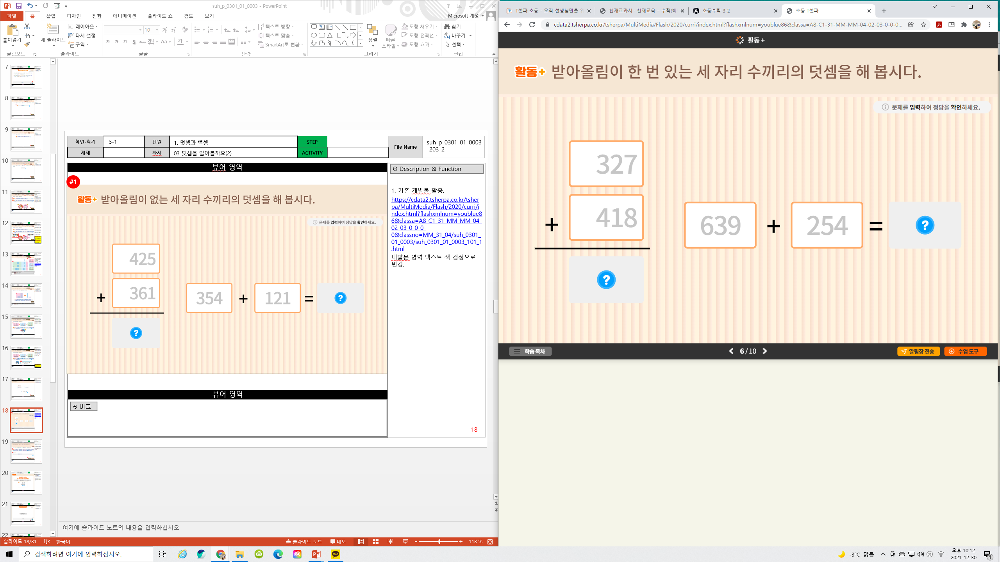 suh_p_0301_01_0003 - PowerPoint
파일 홈 삽입 디자인 전환 애니메이션 슬라이드 쇼 검토 보기
Microsoft 계정
붙여넣기
새 슬라이드
레이아웃
다시 설정
구역
10
텍스트 방향
텍스트 맞춤
SmartArt로 변환
정렬
빠른 스타일
도형 채우기
도형 윤곽선
도형 효과
찾기
바꾸기
선택
클립보드 슬라이드 글꼴 단락 그리기 편집
7
8
9
10
11
12
13
14
15
16
17
18
19
20
21
22
학년-학기 3-1 단원 1. 덧셈과 뺄셈 STEP
제재 차시 03 덧셈을 알아볼까요(2) ACTIVITY
File Name
suh_p_0301_01_0003
_203_2
뷰어 영역
#1
활동+ 받아올림이 없는 세 자리 수끼리의 덧셈을 해 봅시다.
문제를 입력하여 정답을 확인하세요.
425
+ 361
?
354 + 121 = ?
뷰어 영역
⊝ 비고
⊝ Description & Function
1. 기존 개발물 활용.
https://cdata2.tsherpa.co.kr/tsher
pa/MultiMedia/Flash/2020/curri/i
ndex.html?flashxmlnum=youblue8
6&classa=A8-C1-31-MM-MM-04-
02-03-0-0-0-
0&classno=MM_31_04/suh_0301_
01_0003/suh_0301_01_0003_101_1
.html
대발문 영역 텍스트 색 검정으로
변경.
18
여기에 슬라이드 노트의 내용을 입력하십시오
슬라이드 18/31 한국어 슬라이드 노트 메모 113 %
T셀파 초등 - 오직 선생님만을 위
천재교과서 · 천재교육 – 수학(박
초등수학 3-2
초등 T셀파
cdata2.tsherpa.co.kr/tsherpa/MultiMedia/Flash/2020/curri/index.html?flashxmlnum=youblue86&classa=A8-C1-31-MM-MM-04-02-03-0-0-0...
활동+
활동+ 받아올림이 한 번 있는 세 자리 수끼리의 덧셈을 해 봅시다.
문제를 입력하여 정답을 확인하세요.
327
+ 418
?
639 + 254 = ?
학습 목차 6 / 10 알림장 전송 수업 도구
검색하려면 여기에 입력하십시오.
TALK
-3°C 맑음
오후 10:12
2021-12-30
1